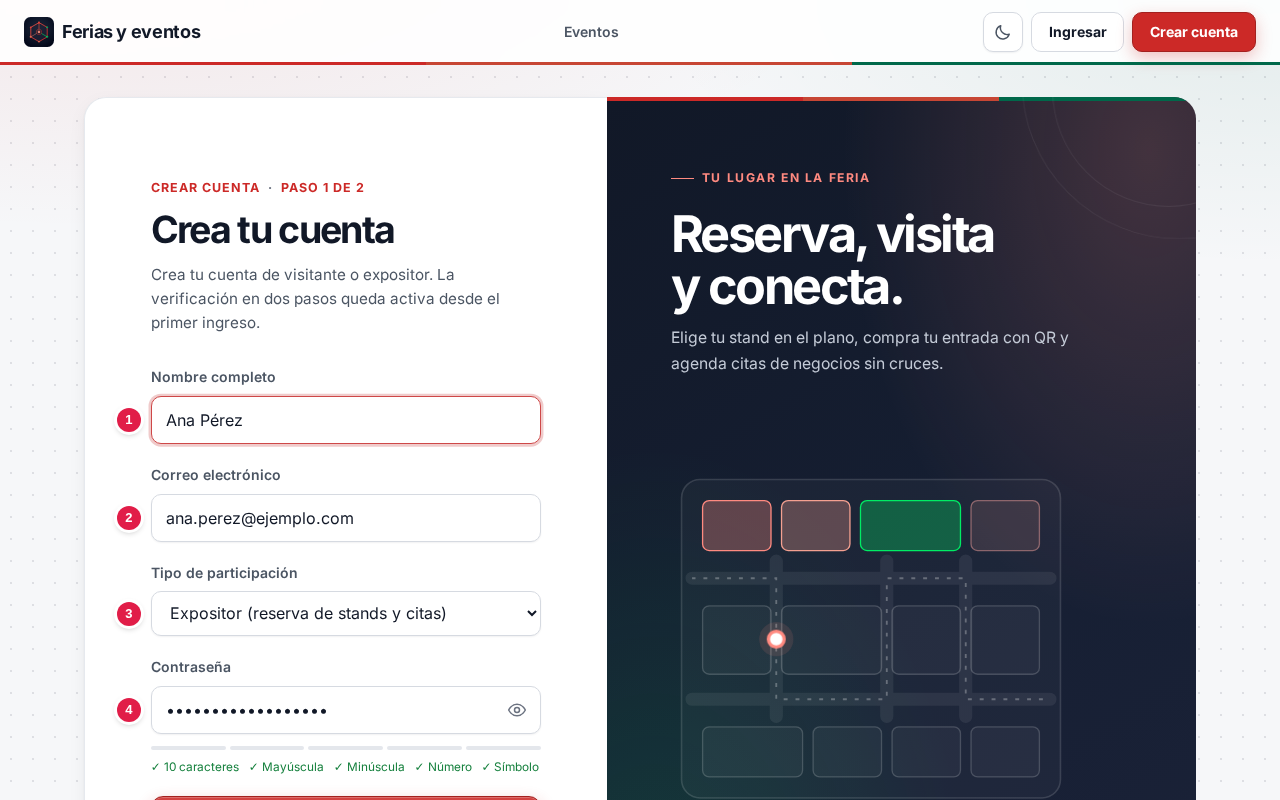 Ferias y eventos
Eventos
Ingresar
Crear cuenta
CREAR CUENTA · PASO 1 DE 2
Crea tu cuenta
Crea tu cuenta de visitante o expositor. La
verificación en dos pasos queda activa desde el
primer ingreso.
Nombre completo
1
Ana Pérez
Correo electrónico
2
ana.perez@ejemplo.com
Tipo de participación
3
Expositor (reserva de stands y citas)
Contraseña
4
••••••••••••••••••
✓ 10 caracteres ✓ Mayúscula ✓ Minúscula ✓ Número ✓ Símbolo
TU LUGAR EN LA FERIA
Reserva, visita
y conecta.
Elige tu stand en el plano, compra tu entrada con QR y
agenda citas de negocios sin cruces.